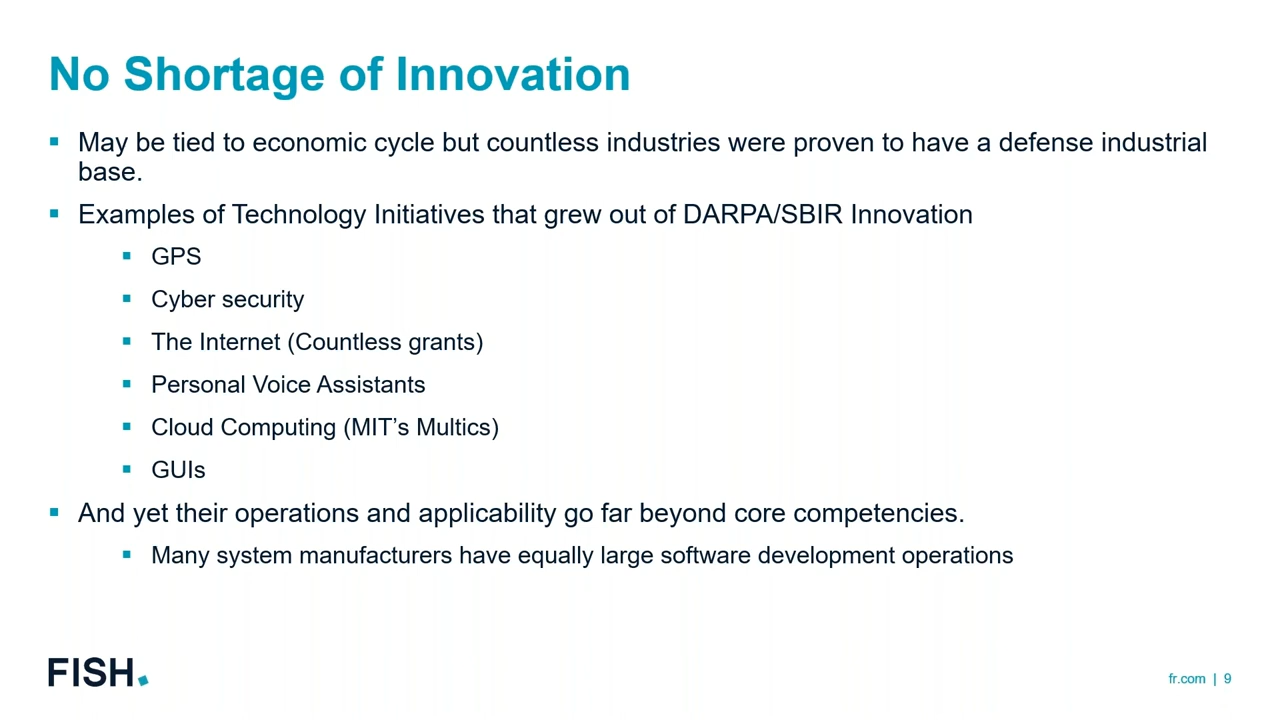 No Shortage of Innovation
▪ May be tied to economic cycle but countless industries were proven to have a defense industrial
base.
▪ Examples of Technology Initiatives that grew out of DARPA/SBIR Innovation
▪ GPS
▪ Cyber security
▪ The Internet (Countless grants)
▪ Personal Voice Assistants
▪ Cloud Computing (MIT’s Multics)
▪ GUIs
▪ And yet their operations and applicability go far beyond core competencies.
▪ Many system manufacturers have equally large software development operations
FISH.
fr.com | 9